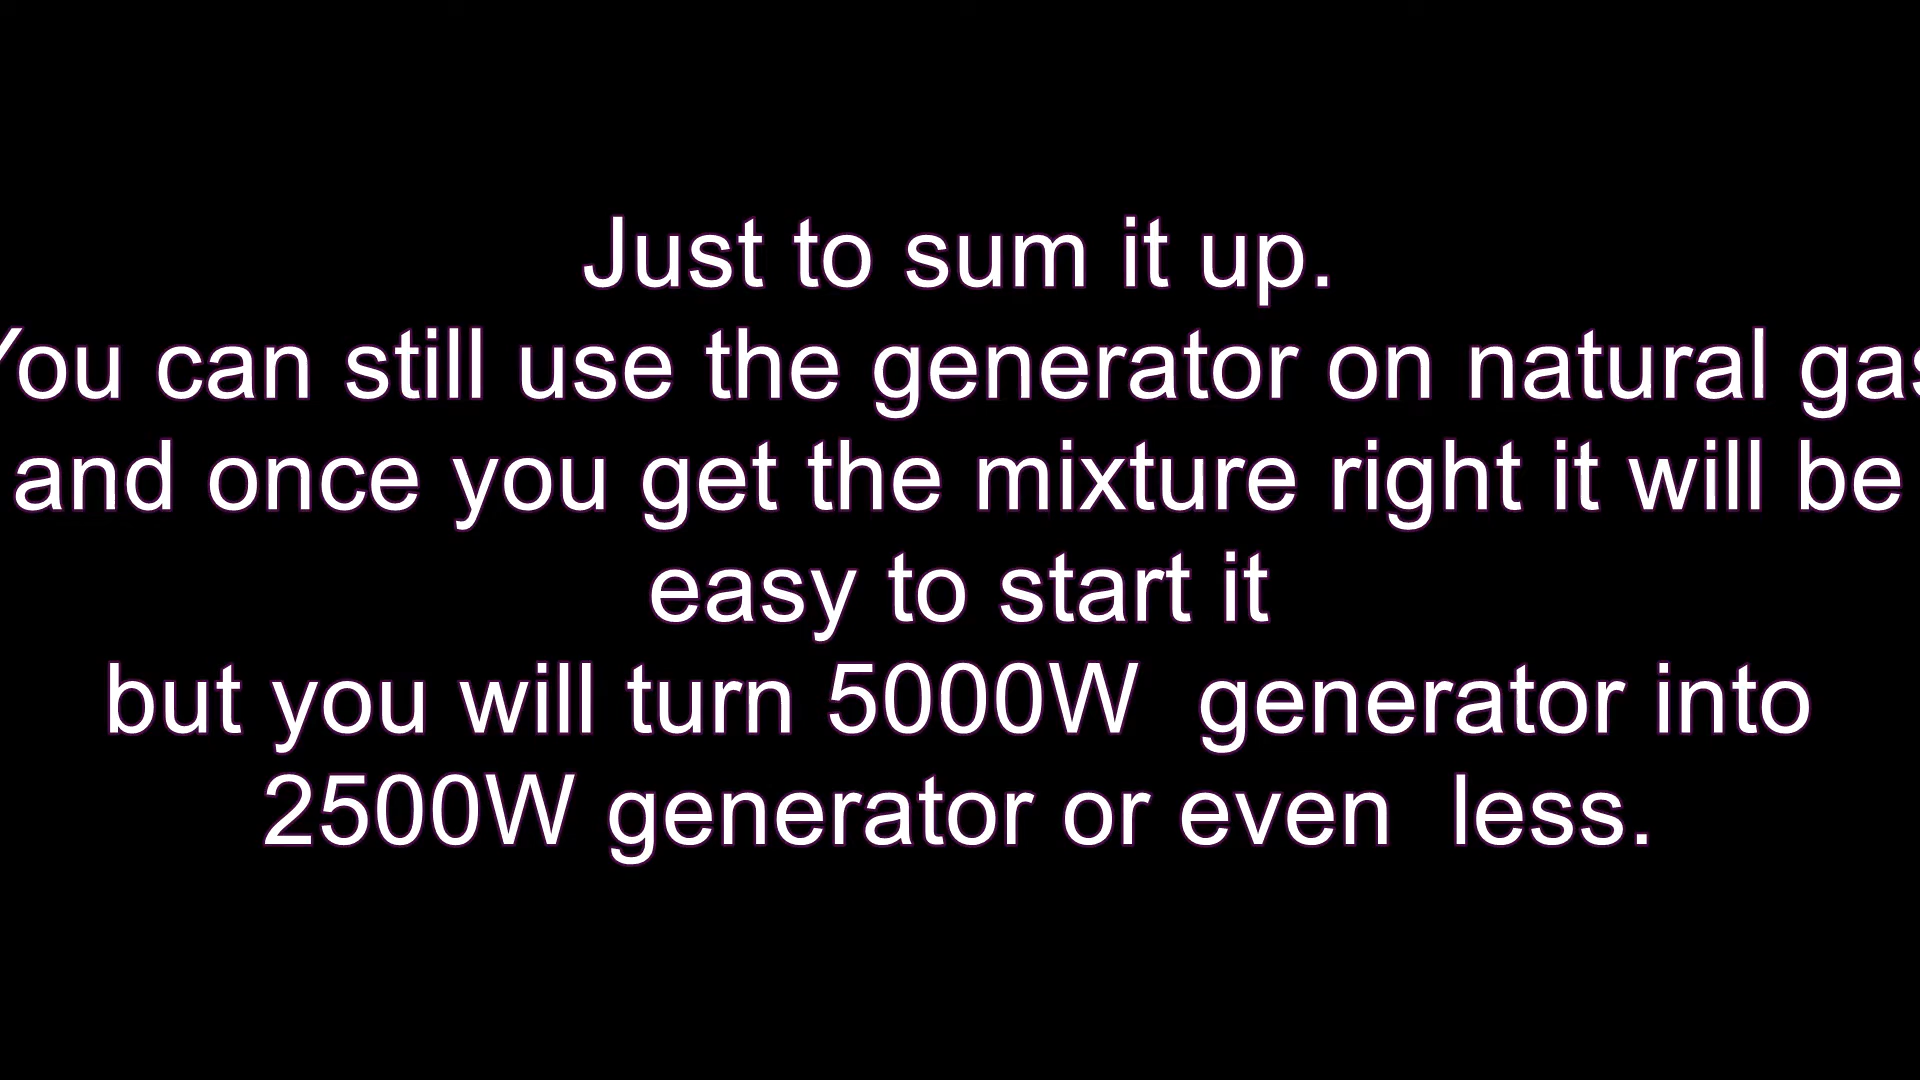 Just to sum it up.
You can still use the generator on natural gas
and once you get the mixture right it will be
easy to start it
but you will turn 5000W  generator into
2500W generator or even  less.